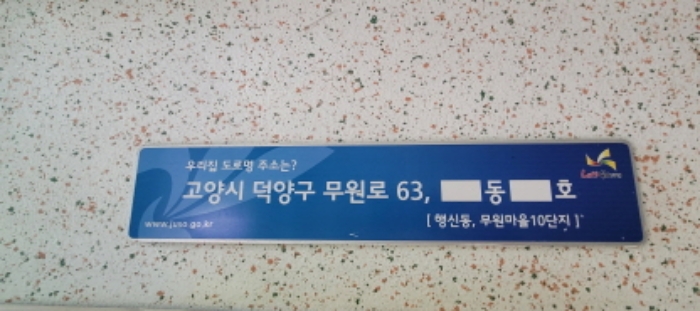 우리집 도로명 주소는?
고양시 덕양구 무원로 63, 동 호
[ 행신동, 무원마을10단지 ]
www.juso.go.kr